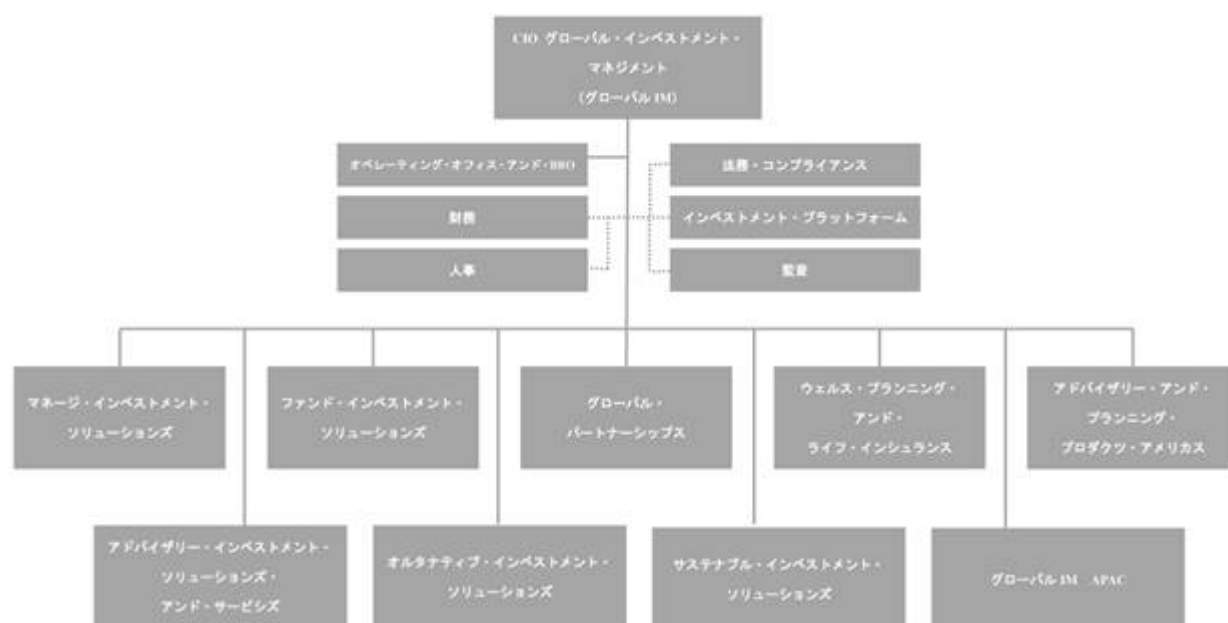 CIO グローバル・インベストメント・
マネジメント
（グローバル IM）
オペレーティング・オフィス・アンド・BRO
法務・コンプライアンス
財務
インベストメント・プラットフォーム
人事
監査
マネージ・インベストメント・
ソリューションズ
ファンド・インベストメント・
ソリューションズ
グローバル・
パートナーシップス
ウェルス・プランニング・
アンド・
ライフ・インシュランス
アドバイザリー・アンド・
プランニング・
プロダクツ・アメリカス
アドバイザリー・インベストメント・
ソリューションズ・
アンド・サービシズ
オルタナティブ・インベストメント・
ソリューションズ
サステナブル・インベストメント・
ソリューションズ
グローバル IM　APAC